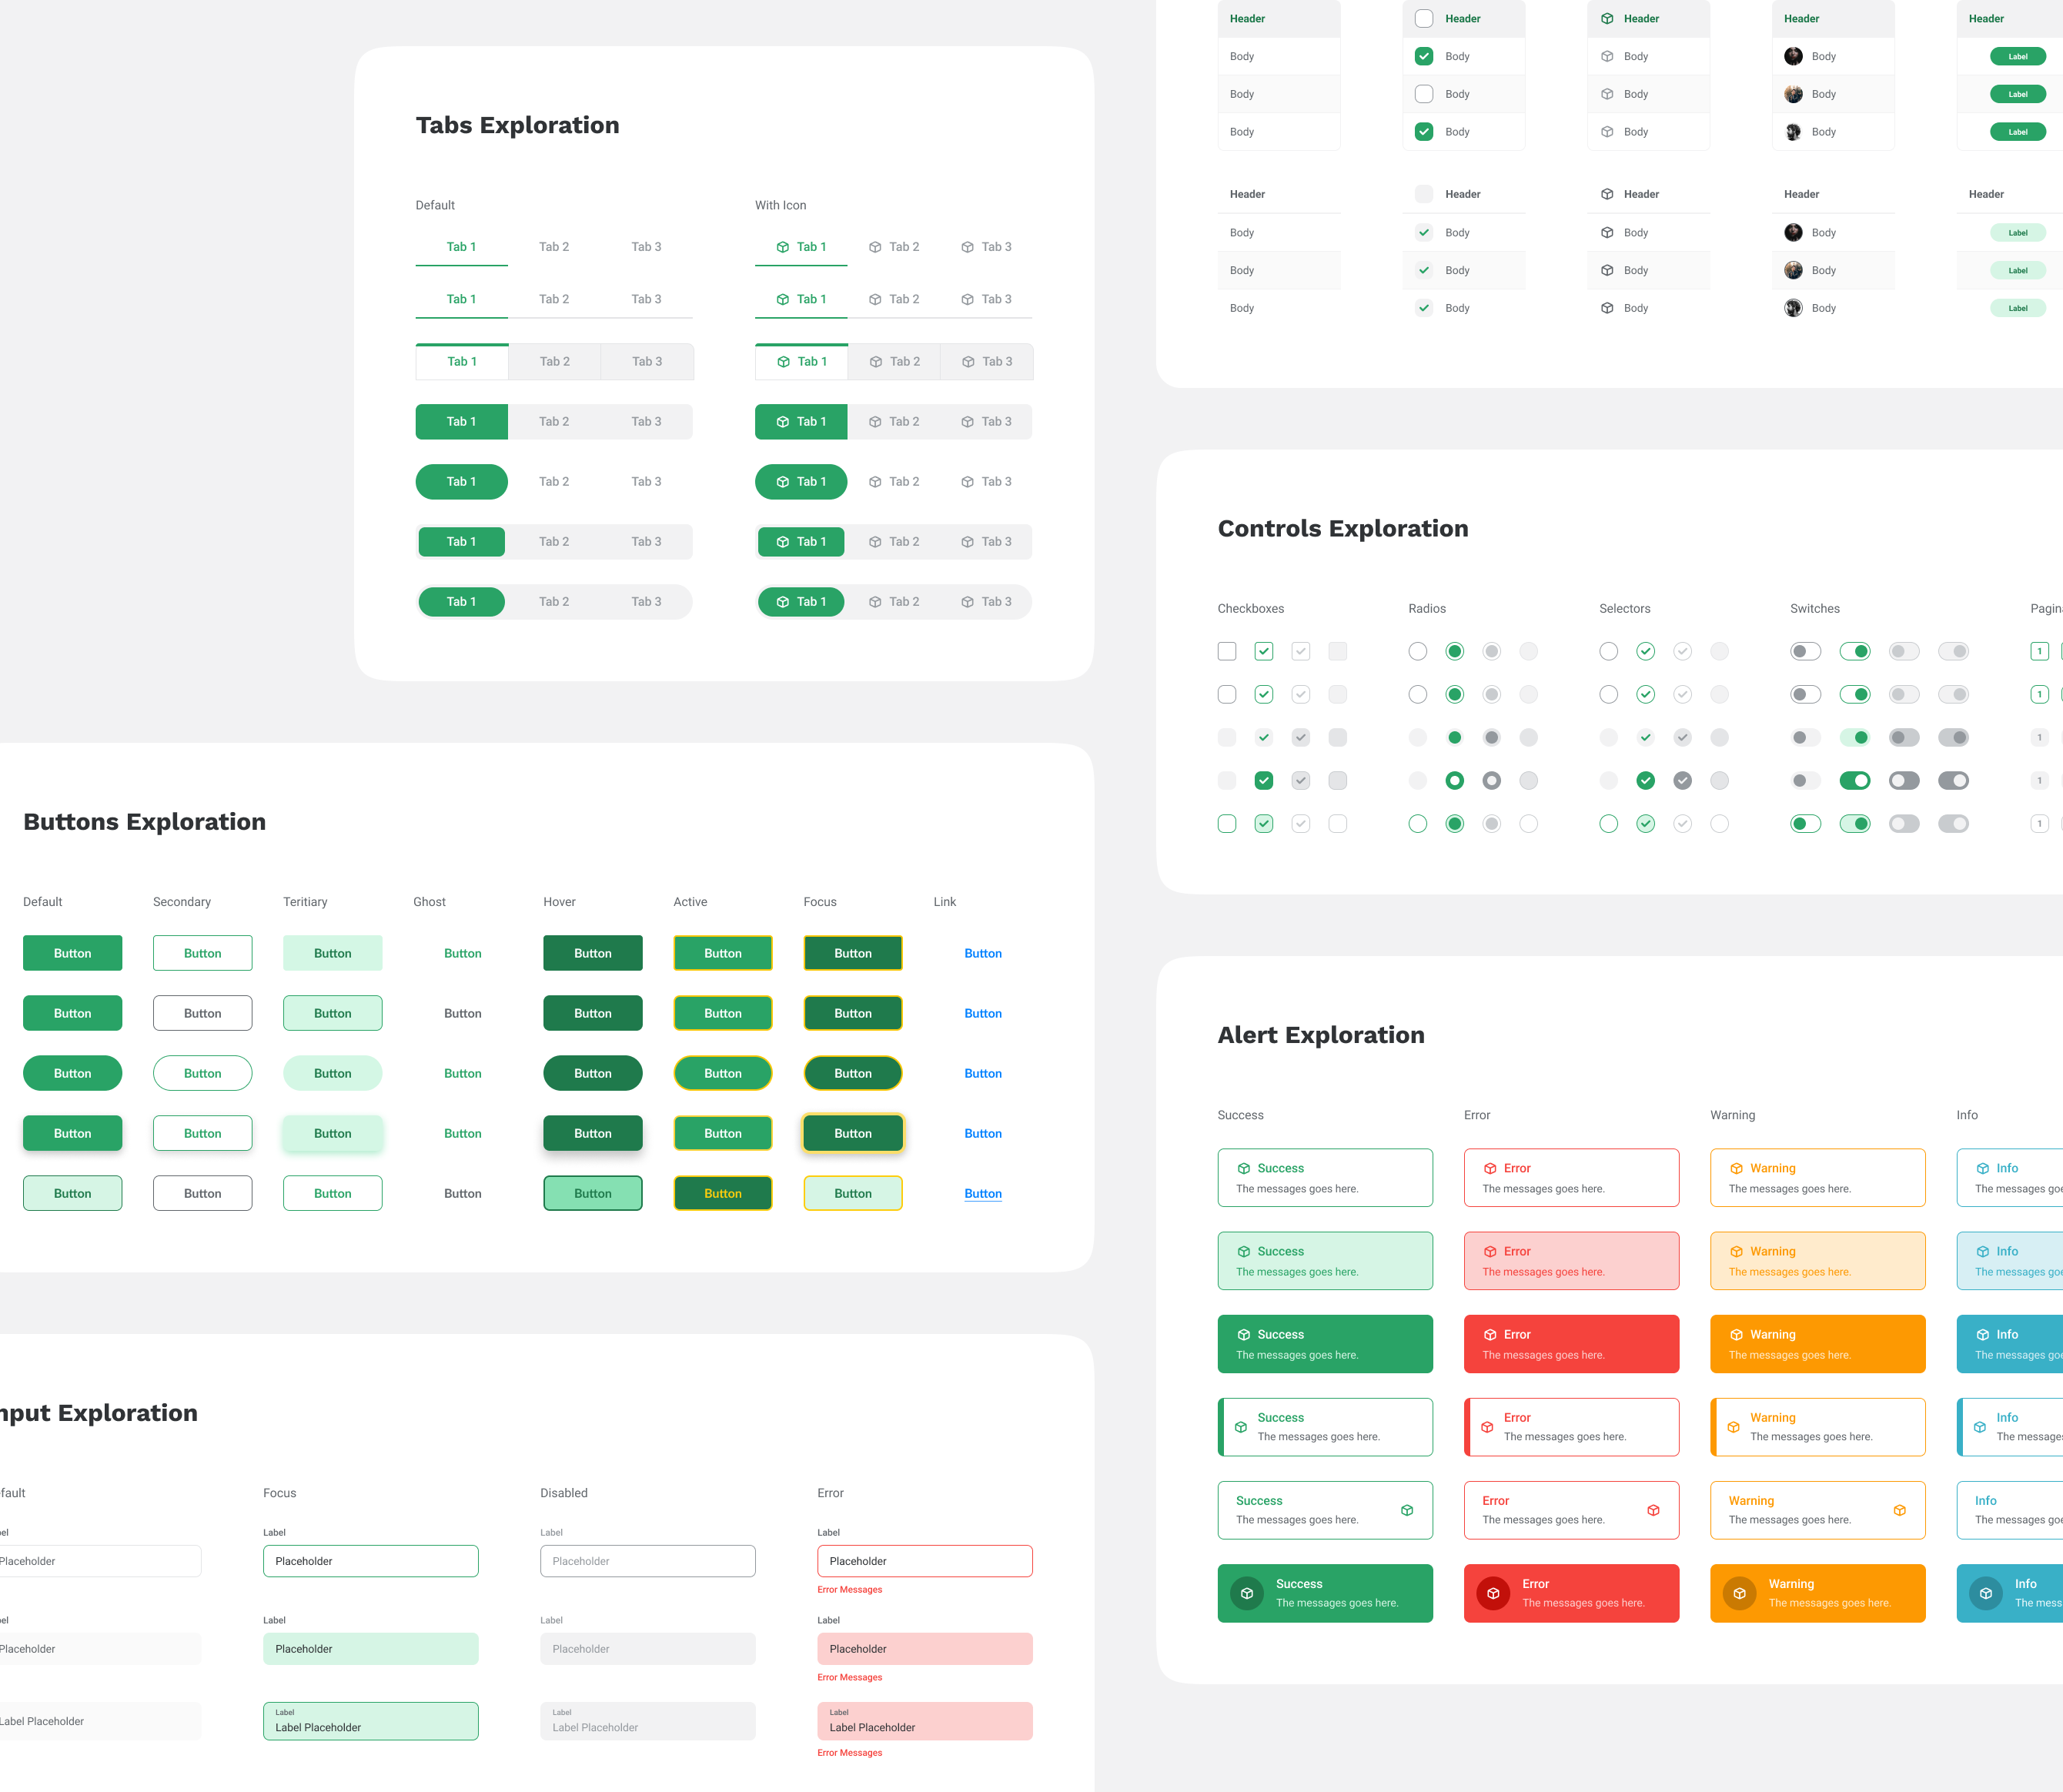 Tabs Exploration
Default
With Icon
Tab 1 Tab 2 Tab 3
Tab 1 Tab 2 Tab 3
Tab 1 Tab 2 Tab 3
Tab 1 Tab 2 Tab 3
Tab 1 Tab 2 Tab 3
Tab 1 Tab 2 Tab 3
Tab 1 Tab 2 Tab 3
Tab 1 Tab 2 Tab 3
Tab 1 Tab 2 Tab 3
Tab 1 Tab 2 Tab 3
Tab 1 Tab 2 Tab 3
Tab 1 Tab 2 Tab 3
Tab 1 Tab 2 Tab 3
Tab 1 Tab 2 Tab 3
Buttons Exploration
Default Secondary Teritiary Ghost Hover Active Focus Link
Button Button Button Button Button Button Button Button
Button Button Button Button Button Button Button Button
Button Button Button Button Button Button Button Button
Button Button Button Button Button Button Button Button
Button Button Button Button Button Button Button Button
nput Exploration
fault Focus Disabled Error
el Label Label Label
Placeholder Placeholder Placeholder Placeholder
Error Messages
el Label Label Label
Placeholder Placeholder Placeholder Placeholder
Error Messages
Label Label Label
Label Placeholder Label Placeholder Label Placeholder Label Placeholder
Error Messages
Header Header Header Header Header
Body Body Body Body Label
Body Body Body Body Label
Body Body Body Body Label
Header Header Header Header Header
Body Body Body Body Label
Body Body Body Body Label
Body Body Body Body Label
Controls Exploration
Checkboxes Radios Selectors Switches Pagin
1
1
1
1
1
Alert Exploration
Success Error Warning Info
Success Error Warning Info
The messages goes here. The messages goes here. The messages goes here. The messages goe
Success Error Warning Info
The messages goes here. The messages goes here. The messages goes here. The messages goe
Success Error Warning Info
The messages goes here. The messages goes here. The messages goes here. The messages goe
Success Error Warning Info
The messages goes here. The messages goes here. The messages goes here. The messages
Success Error Warning Info
The messages goes here. The messages goes here. The messages goes here. The messages goe
Success Error Warning Info
The messages goes here. The messages goes here. The messages goes here. The mess